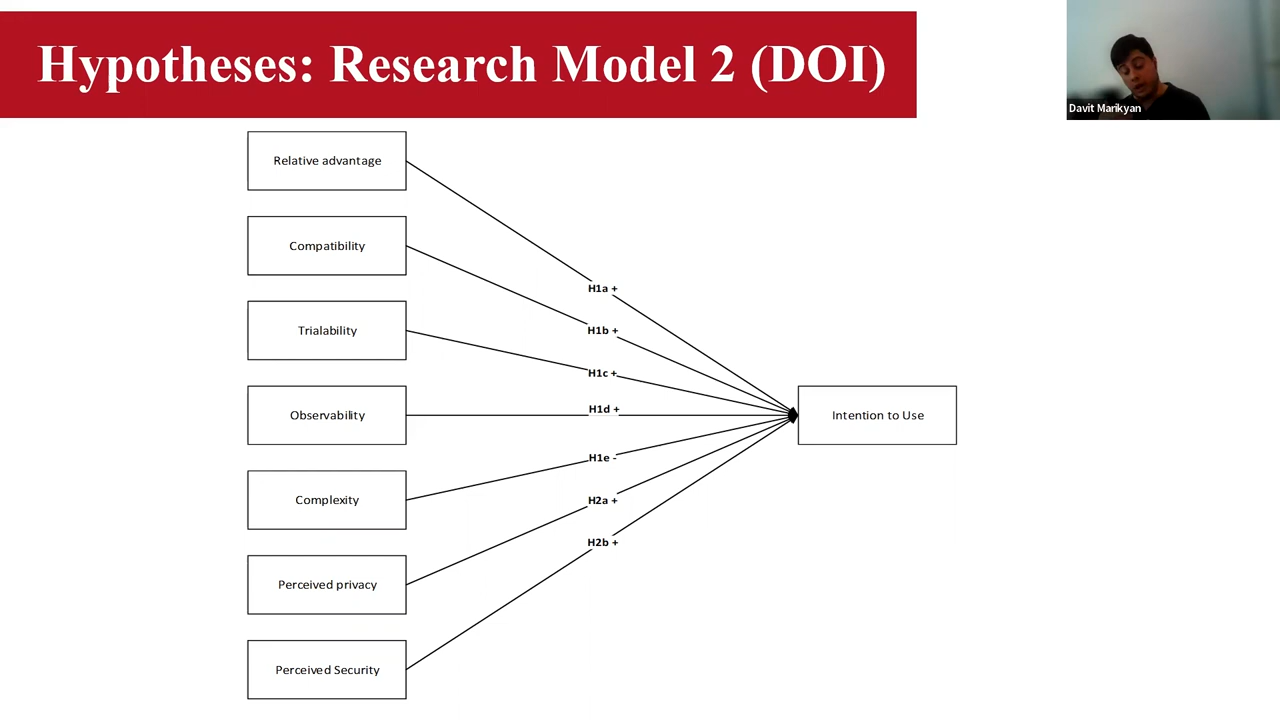 Hypotheses: Research Model 2 (DOI)
Davit Marikyan
Relative advantage
Compatibility
Trialability
Observability
Complexity
Perceived privacy
Perceived Security
H1a +
H1b +
H1c +
H1d +
H1e -
H2a +
H2b +
Intention to Use